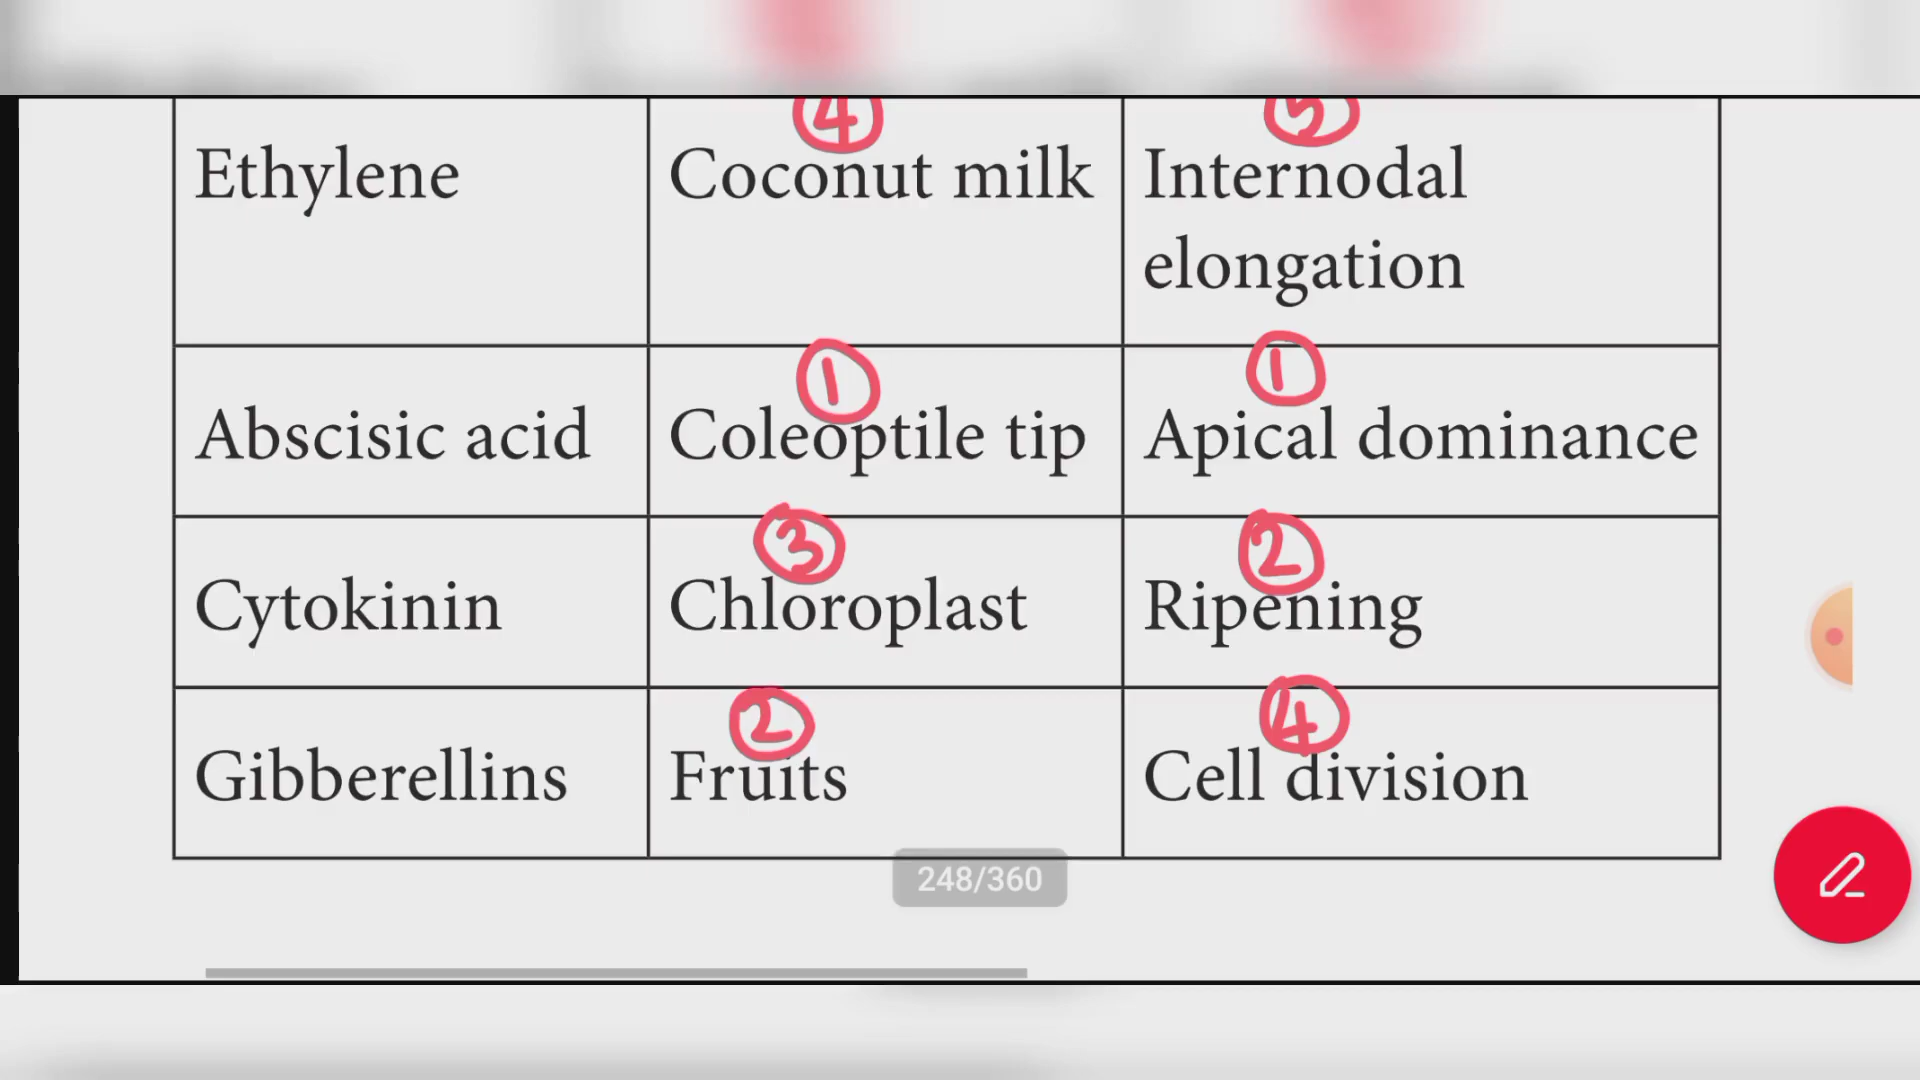 4 5
Ethylene Coconut milk Internodal
elongation
1 1
Abscisic acid Coleoptile tip Apical dominance
3 2
Cytokinin Chloroplast Ripening
2 4
Gibberellins Fruits Cell division
248/360